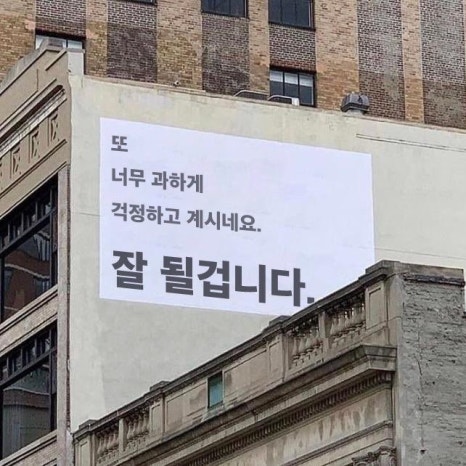 또
너무 과하게
걱정하고 계시네요.
잘 될겁니다.